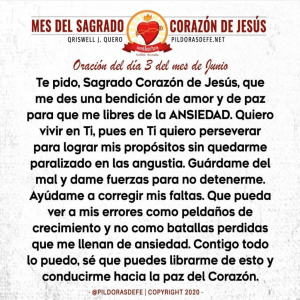 MES DEL SAGRADO CORAZÓN DE JESÚS
QRISWELL J. QUERO PILDORASDEFE.NET
Oración del día 3 del mes de Junio
Te pido, Sagrado Corazón de Jesús, que
me des una bendición de amor y de paz
para que me libres de la ANSIEDAD. Quiero
vivir en Ti, pues en Ti quiero perseverar
para lograr mis propósitos sin quedarme
paralizado en las angustia. Guárdame del
mal y dame fuerzas para no detenerme.
Ayúdame a corregir mis faltas. Que pueda
ver a mis errores como peldaños de
crecimiento y no como batallas perdidas
que me llenan de ansiedad. Contigo todo
lo puedo, sé que puedes librarme de esto y
conducirme hacia la paz del Corazón.
@PILDORASDEFE | COPYRIGHT 2020